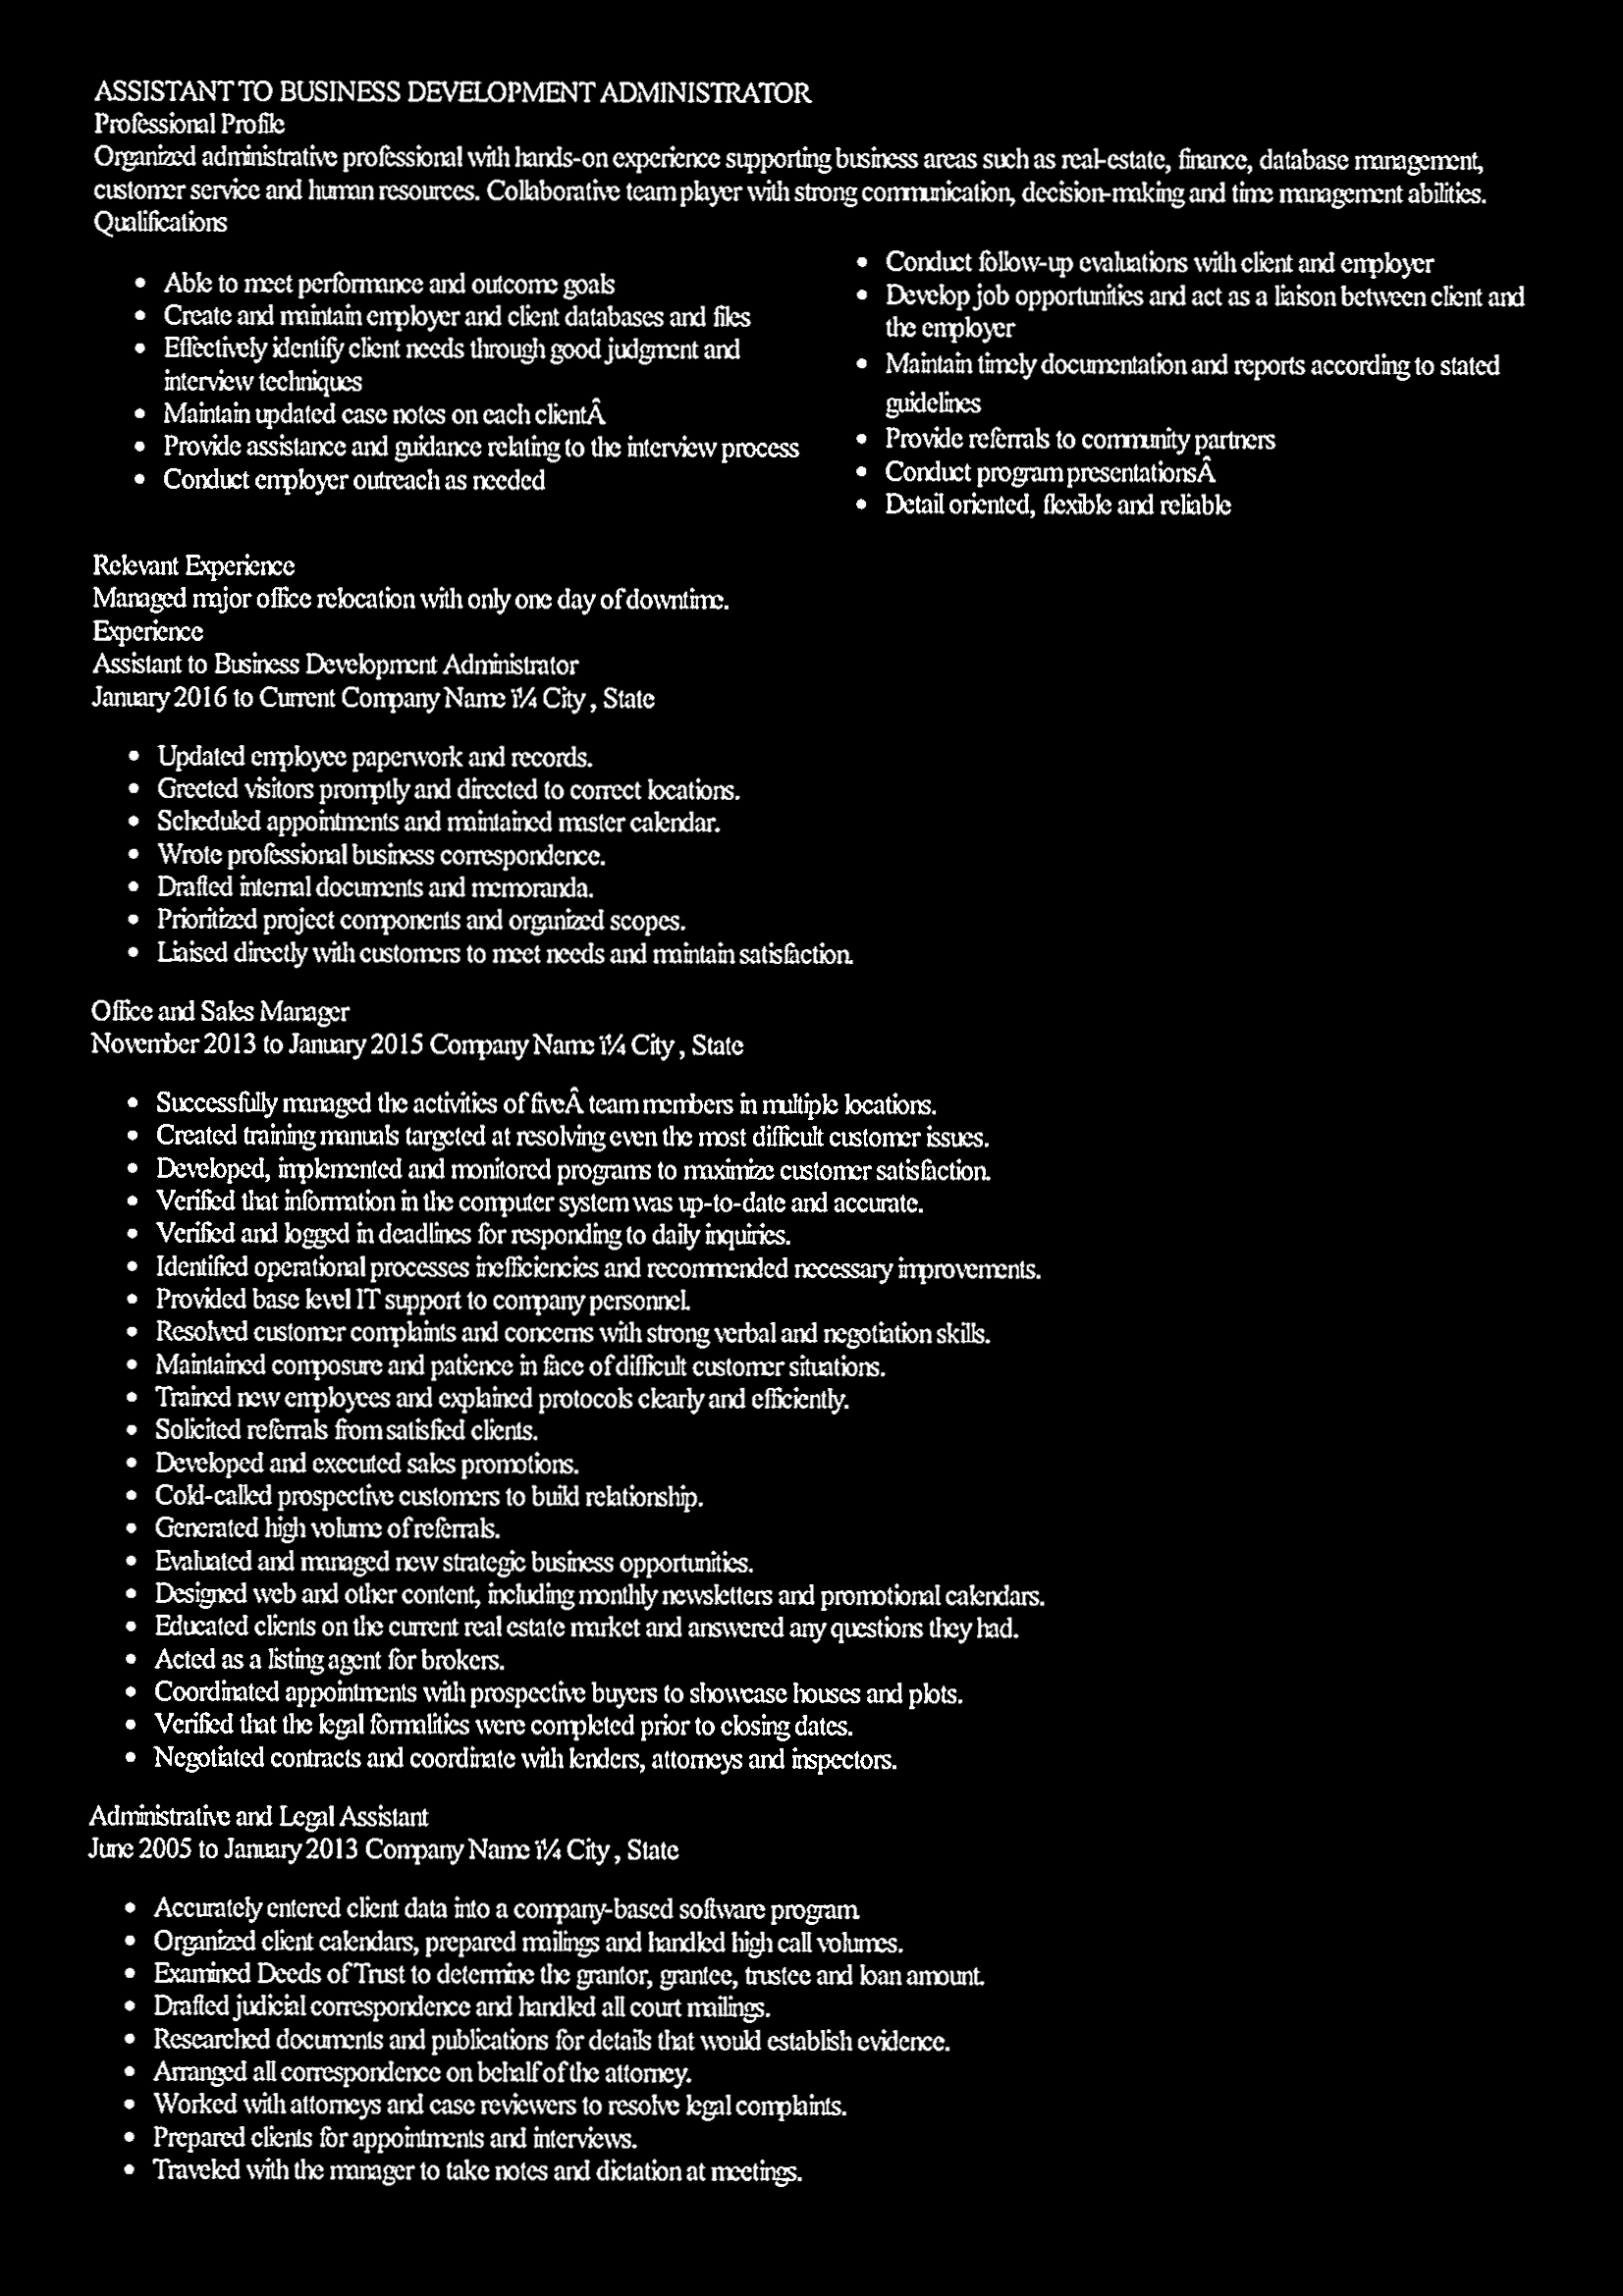 ASSISTANT TO BUSINESS DEVELOPMENT ADMINISTRATOR
Professional Profile
Organized administrative professional with hands-on experience supporting business areas such as real-estate, finance, database management,
customer service and human resources. Collaborative team player with strong communication, decision-making and time management abilities.
Qualifications
• Able to meet performance and outcome goals
• Create and maintain employer and client databases and files
• Effectively identify client needs through good judgment and
interview techniques
• Maintain updated case notes on each clientÂ
• Provide assistance and guidance relating to the interview process
• Conduct employer outreach as needed
• Conduct follow-up evaluations with client and employer
• Develop job opportunities and act as a liaison between client and
the employer
• Maintain timely documentation and reports according to stated
guidelines
• Provide referrals to community partners
• Conduct program presentationsÂ
• Detail oriented, flexible and reliable
Relevant Experience
Managed major office relocation with only one day of downtime.
Experience
Assistant to Business Development Administrator
January 2016 to Current Company Name ï¼ City , State
• Updated employee paperwork and records.
• Greeted visitors promptly and directed to correct locations.
• Scheduled appointments and maintained master calendar.
• Wrote professional business correspondence.
• Drafted internal documents and memoranda.
• Prioritized project components and organized scopes.
• Liaised directly with customers to meet needs and maintain satisfaction.
Office and Sales Manager
November 2013 to January 2015 Company Name ï¼ City , State
• Successfully managed the activities of fiveÂ team members in multiple locations.
• Created training manuals targeted at resolving even the most difficult customer issues.
• Developed, implemented and monitored programs to maximize customer satisfaction.
• Verified that information in the computer system was up-to-date and accurate.
• Verified and logged in deadlines for responding to daily inquiries.
• Identified operational processes inefficiencies and recommended necessary improvements.
• Provided base level IT support to company personnel.
• Resolved customer complaints and concerns with strong verbal and negotiation skills.
• Maintained composure and patience in face of difficult customer situations.
• Trained new employees and explained protocols clearly and efficiently.
• Solicited referrals from satisfied clients.
• Developed and executed sales promotions.
• Cold-called prospective customers to build relationship.
• Generated high volume of referrals.
• Evaluated and managed new strategic business opportunities.
• Designed web and other content, including monthly newsletters and promotional calendars.
• Educated clients on the current real estate market and answered any questions they had.
• Acted as a listing agent for brokers.
• Coordinated appointments with prospective buyers to showcase houses and plots.
• Verified that the legal formalities were completed prior to closing dates.
• Negotiated contracts and coordinate with lenders, attorneys and inspectors.
Administrative and Legal Assistant
June 2005 to January 2013 Company Name ï¼ City , State
• Accurately entered client data into a company-based software program.
• Organized client calendars, prepared mailings and handled high call volumes.
• Examined Deeds of Trust to determine the grantor, grantee, trustee and loan amount.
• Drafted judicial correspondence and handled all court mailings.
• Researched documents and publications for details that would establish evidence.
• Arranged all correspondence on behalf of the attorney.
• Worked with attorneys and case reviewers to resolve legal complaints.
• Prepared clients for appointments and interviews.
• Traveled with the manager to take notes and dictation at meetings.